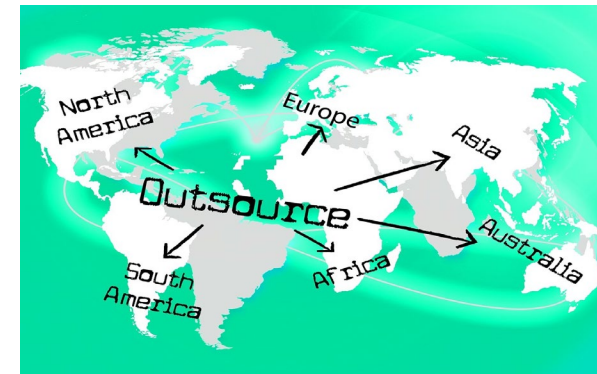 North
America
Europe
Asia
Outsource
Australia
South
America
Africa